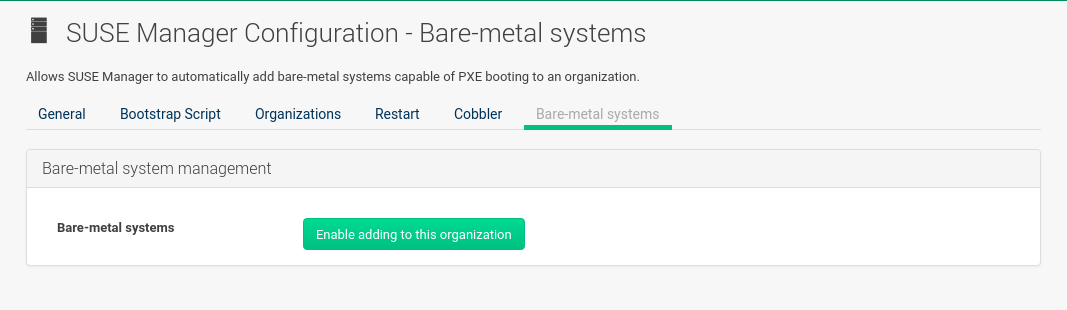 SUSE Manager Configuration - Bare-metal systems
Allows SUSE Manager to automatically add bare-metal systems capable of PXE booting to an organization.
General Bootstrap Script Organizations Restart Cobbler Bare-metal systems
Bare-metal system management
Bare-metal systems Enable adding to this organization